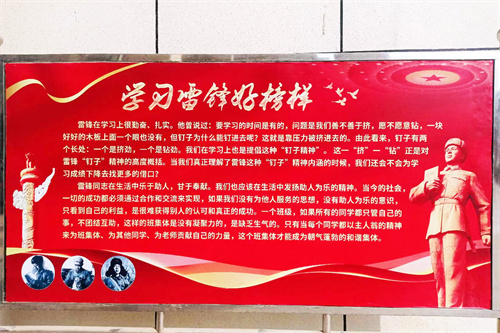 学习雷锋好榜样
雷锋在学习上很勤奋、扎实。他曾说过：要学习的时间是有的，问题是我们善不善于挤，愿不愿意钻，一块
好好的木板上面一个眼也没有，但钉子为什么能钉进去呢？这就是靠压力被挤进去的。由此看来，钉子有两
个长处：一个是挤劲，一个是钻劲。我们在学习上也是提倡这种“钉子精神”。这一“挤”一“钻”正是对
雷锋“钉子”精神的高度概括。当我们真正理解了雷锋这种“钉子”精神内涵的时候，我们还会不会为学
习成绩下降去找更多的借口？
雷锋同志在生活中乐于助人，甘于奉献。我们也应该在生活中发扬助人为乐的精神。当今的社会，
一切的成功都必须通过合作和交流来实现，如果我们没有为他人服务的思想，没有助人为乐的意识，
只看到自己的利益，是很难获得别人的认可和真正的成功。一个班级，如果所有的同学都只管自己的
事，不团结互助，这样的班集体是没有凝聚力的，是缺乏生气的。只有当每个同学都以主人翁的精神
来为班集体、为其他同学、为老师贡献自己的力量，这个班集体才能成为朝气蓬勃的和谐集体。